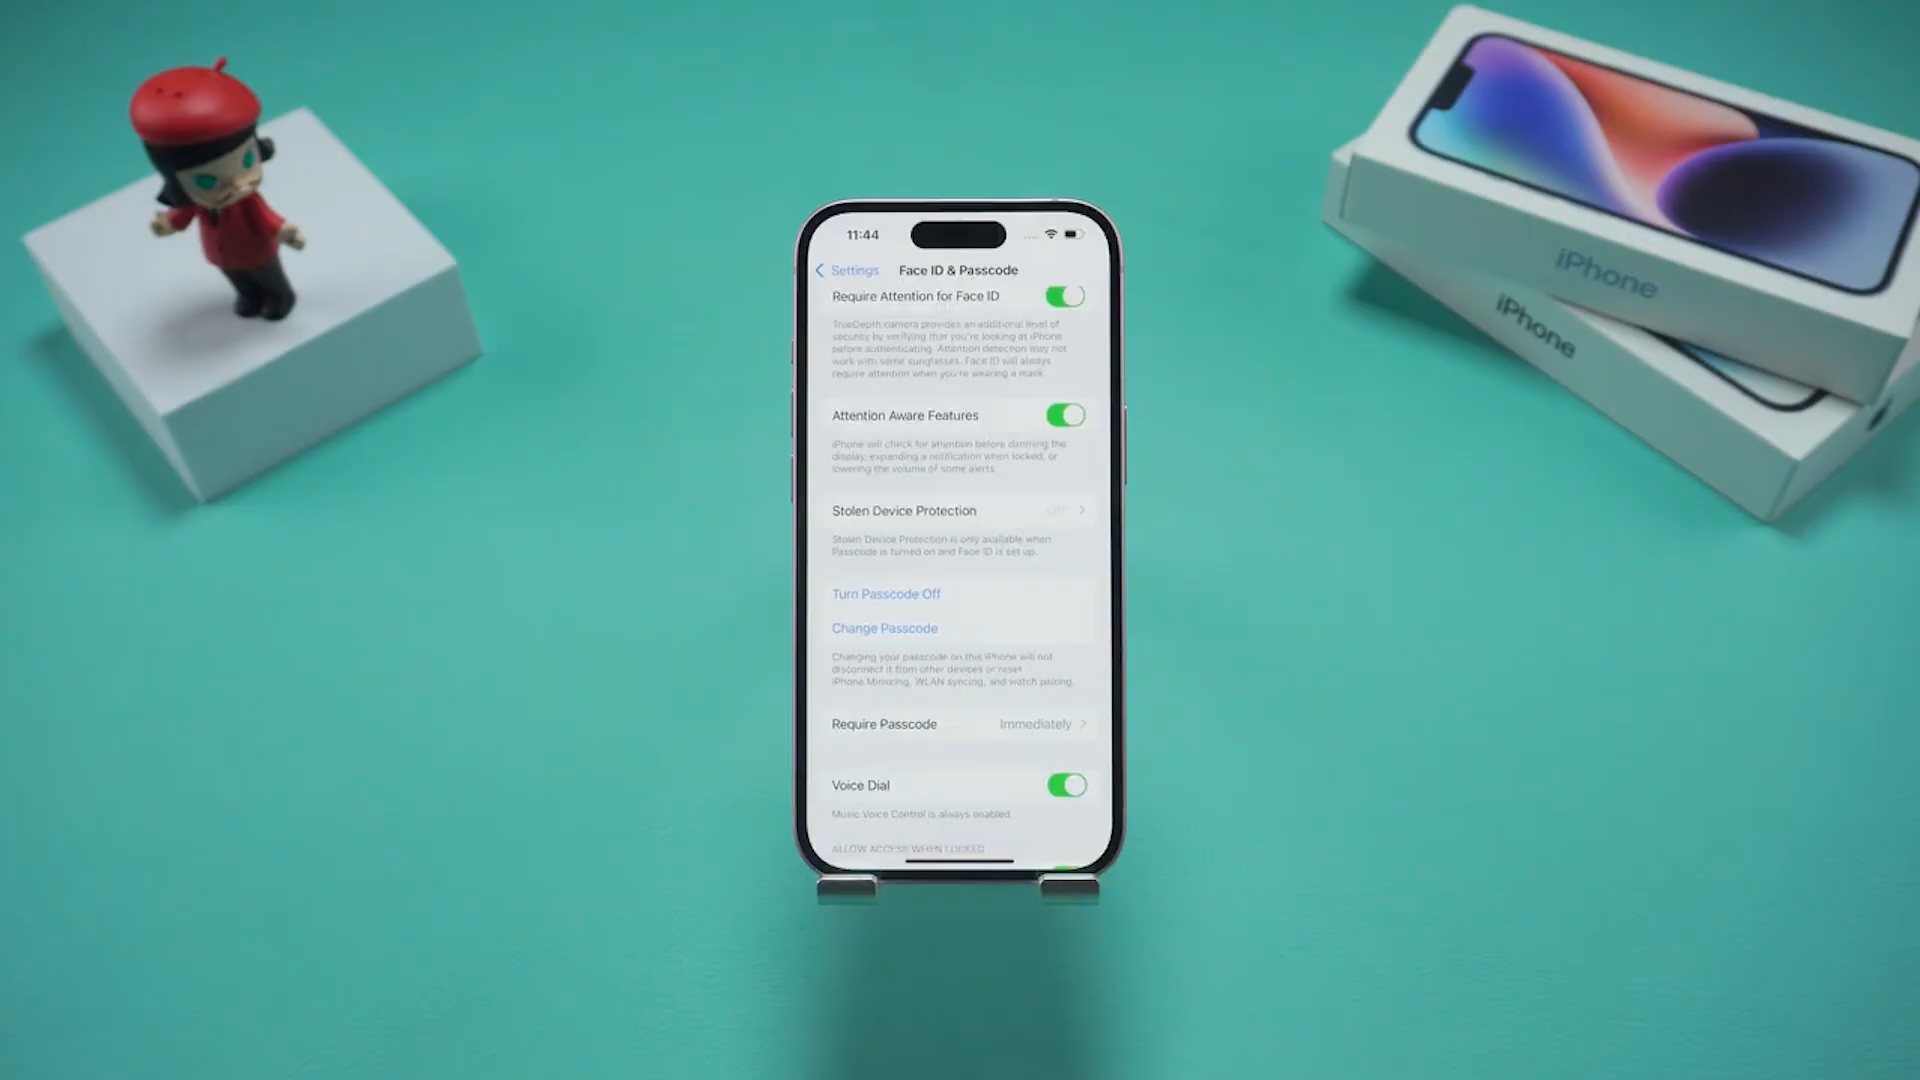 11:44
Settings
Face ID & Passcode
Require Attention for Face ID
TrueDepth camera provides an additional level of
security by verifying that you're looking at iPhone
before authenticating. Attention detection may not
work with some sunglasses. Face ID will always
require attention when you're wearing a mask.
Attention Aware Features
iPhone will check for attention before dimming the
display, expanding a notification when locked, or
lowering the volume of some alerts.
Stolen Device Protection Off
Stolen Device Protection is only available when
Passcode is turned on and Face ID is set up.
Turn Passcode Off
Change Passcode
Changing your passcode on this iPhone will not
disconnect it from other devices or reset
iPhone Mirroring, WLAN syncing, and watch pairing.
Require Passcode Immediately
Voice Dial
Music Voice Control is always enabled.
ALLOW ACCESS WHEN LOCKED
iPhone
iPhone